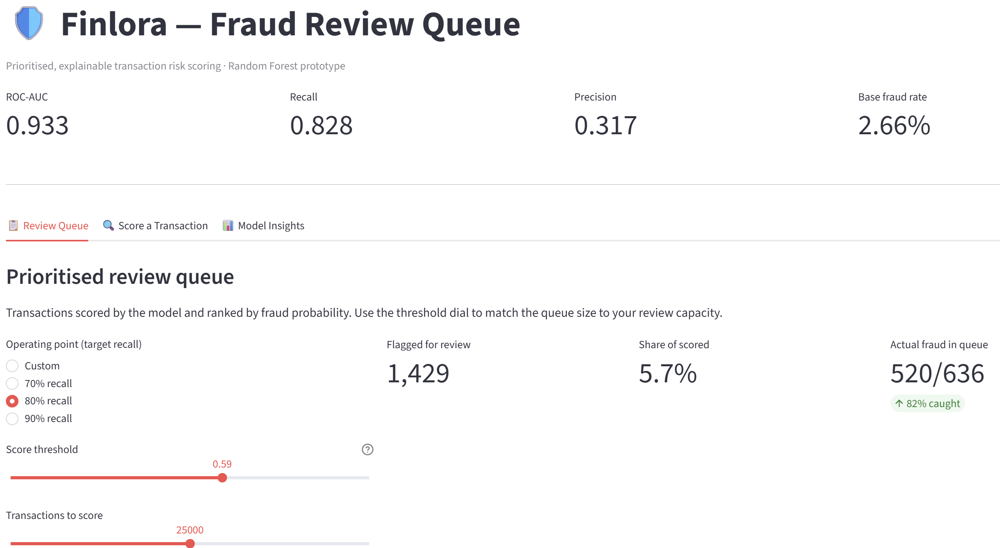 Finlora — Fraud Review Queue
Prioritised, explainable transaction risk scoring · Random Forest prototype
ROC-AUC
0.933
Recall
0.828
Precision
0.317
Base fraud rate
2.66%
Review Queue
Score a Transaction
Model Insights
Prioritised review queue
Transactions scored by the model and ranked by fraud probability. Use the threshold dial to match the queue size to your review capacity.
Operating point (target recall)
Custom
70% recall
80% recall
90% recall
Flagged for review
1,429
Share of scored
5.7%
Actual fraud in queue
520/636
↑ 82% caught
Score threshold
0.59
Transactions to score
25000